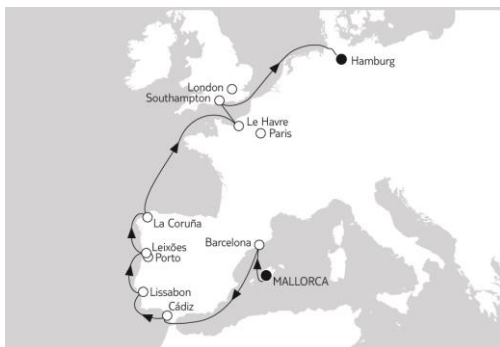 Hamburg
London
Southampton
Le Havre
Paris
La Coruña
Leixões
Porto
Barcelona
MALLORCA
Lissabon
Cádiz